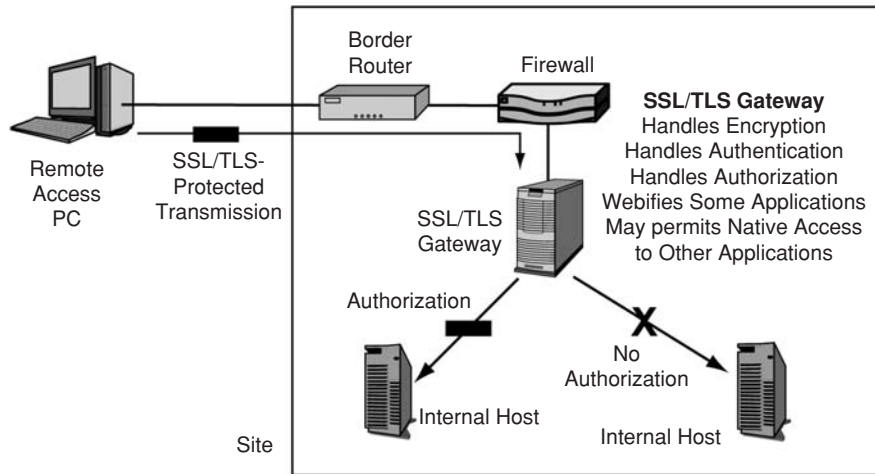 Border
Router
Firewall
SSL/TLS Gateway
Handles Encryption
Handles Authentication
Handles Authorization
Webifies Some Applications
May permits Native Access
to Other Applications
Remote
Access
PC
SSL/TLS-
Protected
Transmission
SSL/TLS
Gateway
Authorization
X
No
Authorization
Internal Host
Internal Host
Site